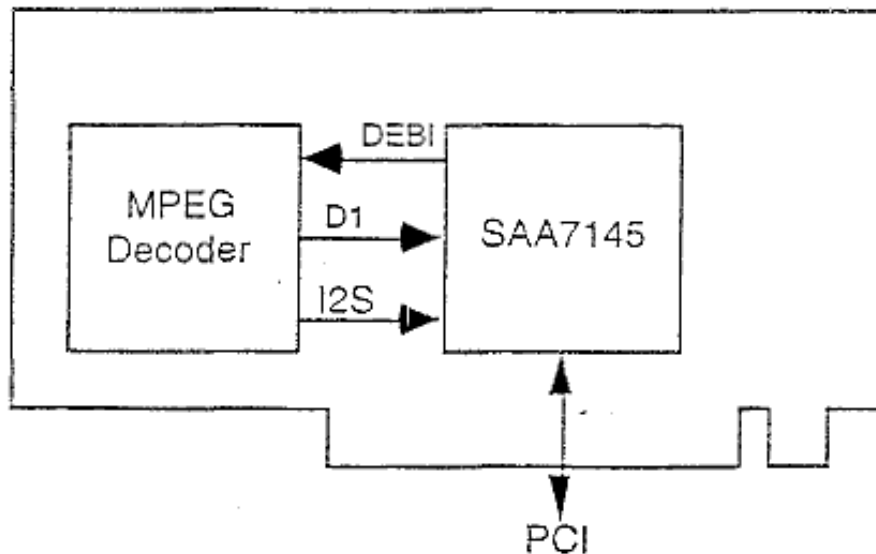 DEBI
MPEG
Decoder
D1
SAA7145
I2S
PCI